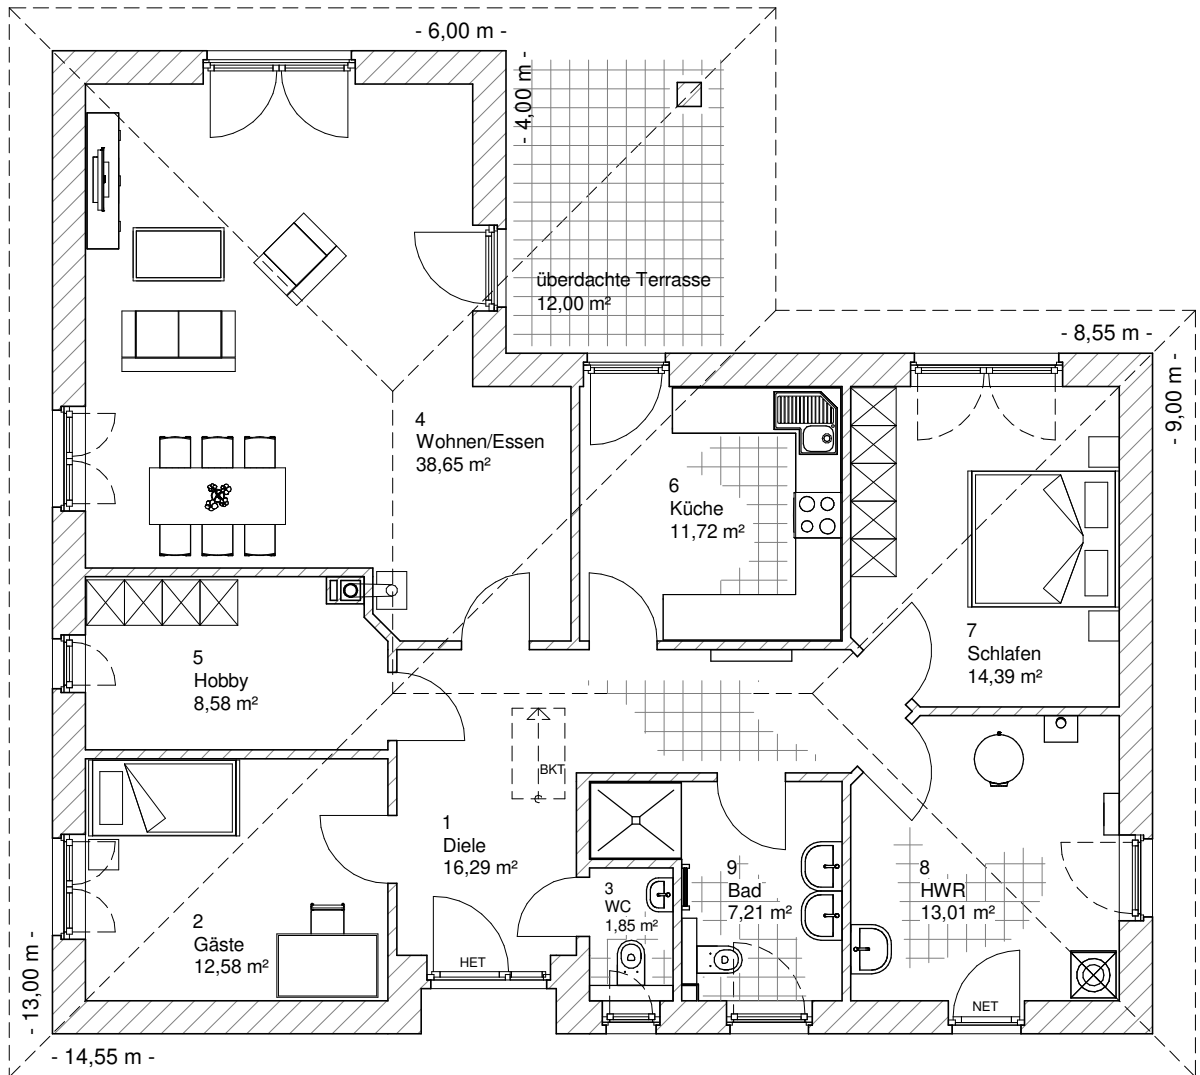 - 6,00 m -
- 4,00 m -
überdachte Terrasse
12,00 m²
- 8,55 m -
- 9,00 m -
4
Wohnen/Essen
38,65 m²
6
Küche
11,72 m²
7
Schlafen
14,39 m²
5
Hobby
8,58 m²
BKT
1
Diele
16,29 m²
2
Gäste
12,58 m²
3
WC
1,85 m²
9
Bad
7,21 m²
8
HWR
13,01 m²
HET
NET
- 13,00 m -
- 14,55 m -